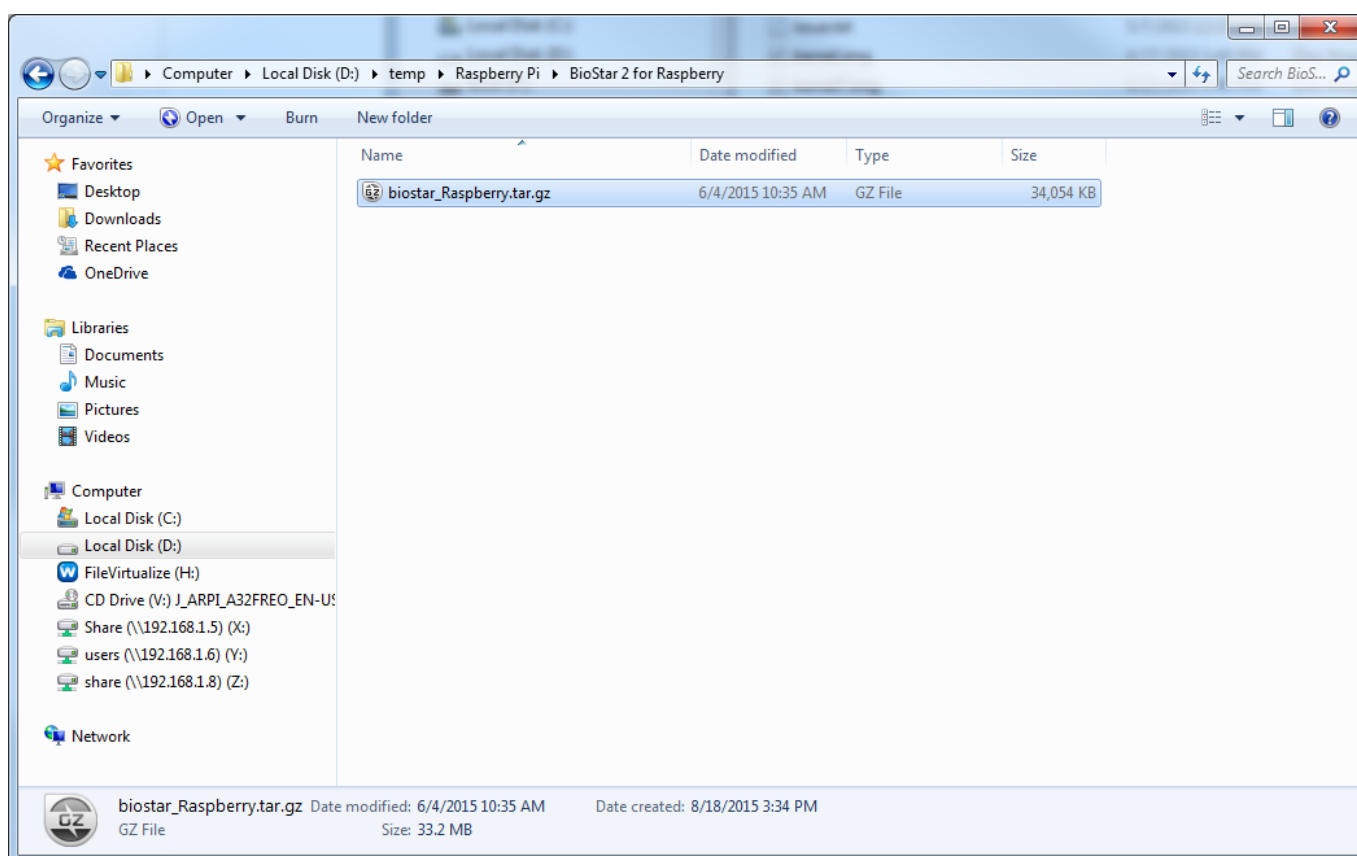 Computer ▸ Local Disk (D:) ▸ temp ▸ Raspberry Pi ▸ BioStar 2 for Raspberry
Search BioS...
Organize Open Burn New folder
Name Date modified Type Size
biostar_Raspberry.tar.gz 6/4/2015 10:35 AM GZ File 34,054 KB
Favorites
Desktop
Downloads
Recent Places
OneDrive
Libraries
Documents
Music
Pictures
Videos
Computer
Local Disk (C:)
Local Disk (D:)
FileVirtualize (H:)
CD Drive (V:) J_ARPI_A32FREO_EN-US
Share (\\192.168.1.5) (X:)
users (\\192.168.1.6) (Y:)
share (\\192.168.1.8) (Z:)
Network
GZ
biostar_Raspberry.tar.gz Date modified: 6/4/2015 10:35 AM Date created: 8/18/2015 3:34 PM
GZ File Size: 33.2 MB